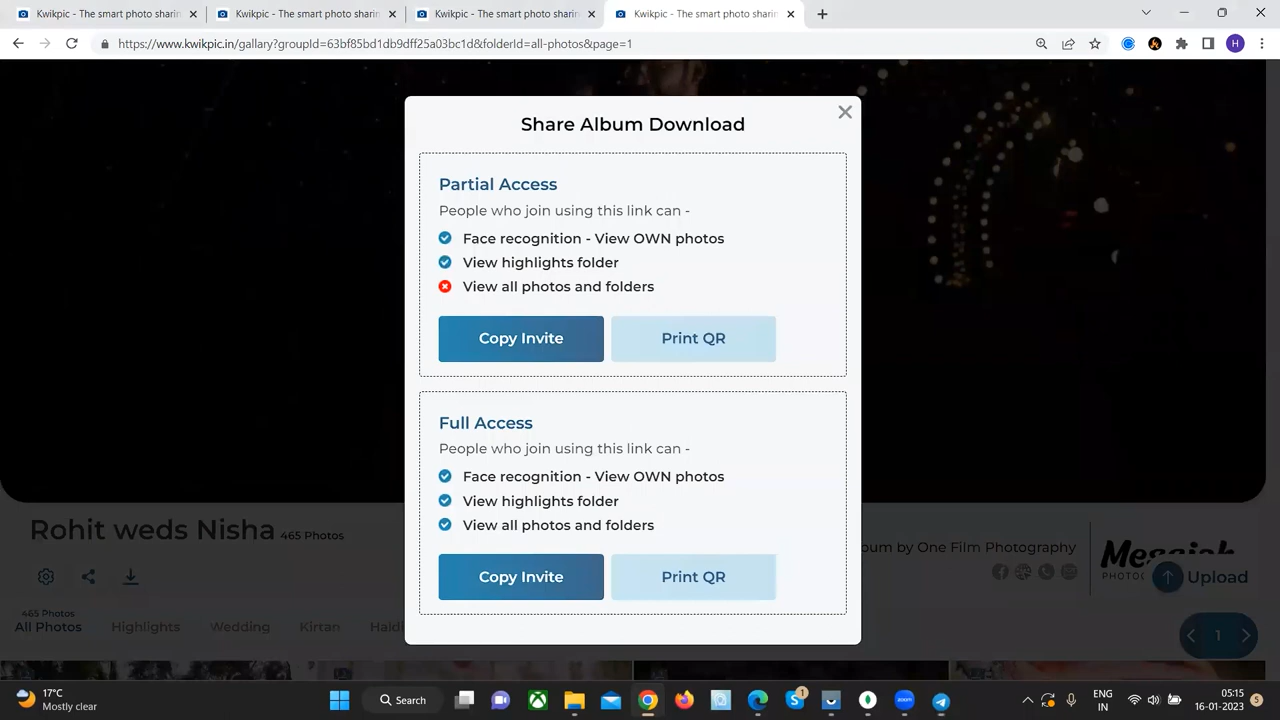 Kwikpic - The smart photo sharin
Kwikpic - The smart photo sharin
Kwikpic - The smart photo sharin
Kwikpic - The smart photo sharin
https://www.kwikpic.in/gallary?groupId=63bf85bd1db9dff25a03bc1d&folderId=all-photos&page=1
H
Share Album Download
Partial Access
People who join using this link can -
Face recognition - View OWN photos
View highlights folder
View all photos and folders
Copy Invite
Print QR
Full Access
People who join using this link can -
Face recognition - View OWN photos
View highlights folder
View all photos and folders
Copy Invite
Print QR
Rohit weds Nisha 465 Photos
bum by One Film Photography
Upload
465 Photos
All Photos
Highlights
Wedding
Kirtan
Haldi
1
17°C
Mostly clear
Search
1
ENG
IN
05:15
16-01-2023
5